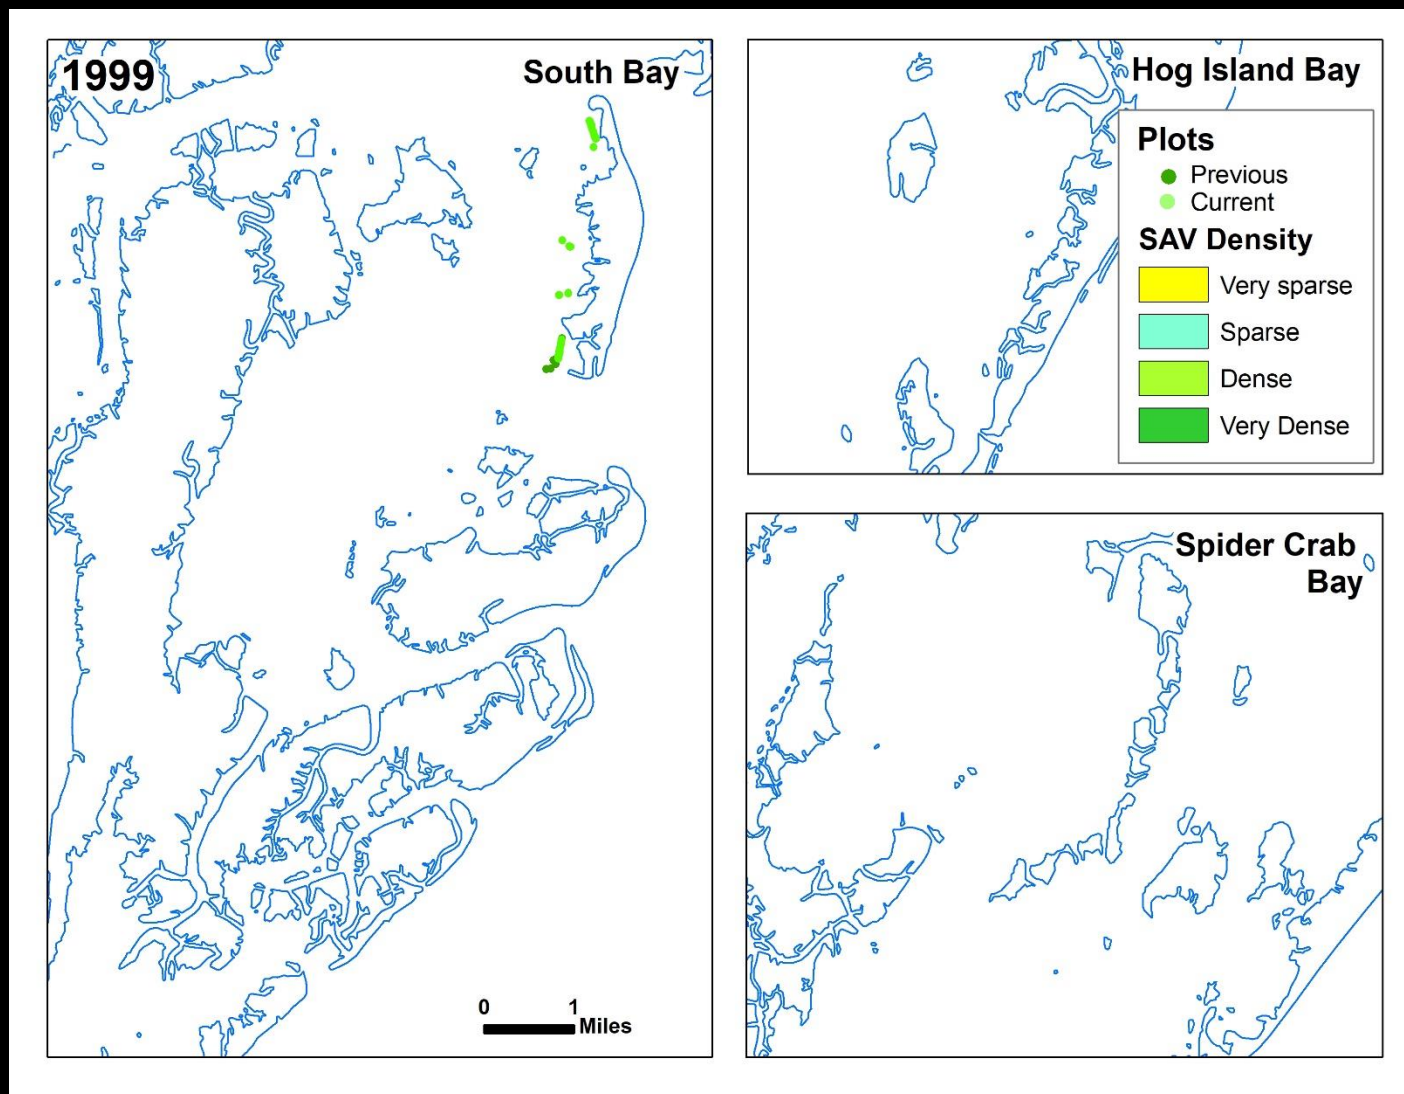 1999
South Bay
0 1
Miles
Hog Island Bay
Plots
Previous
Current
SAV Density
Very sparse
Sparse
Dense
Very Dense
Spider Crab
Bay